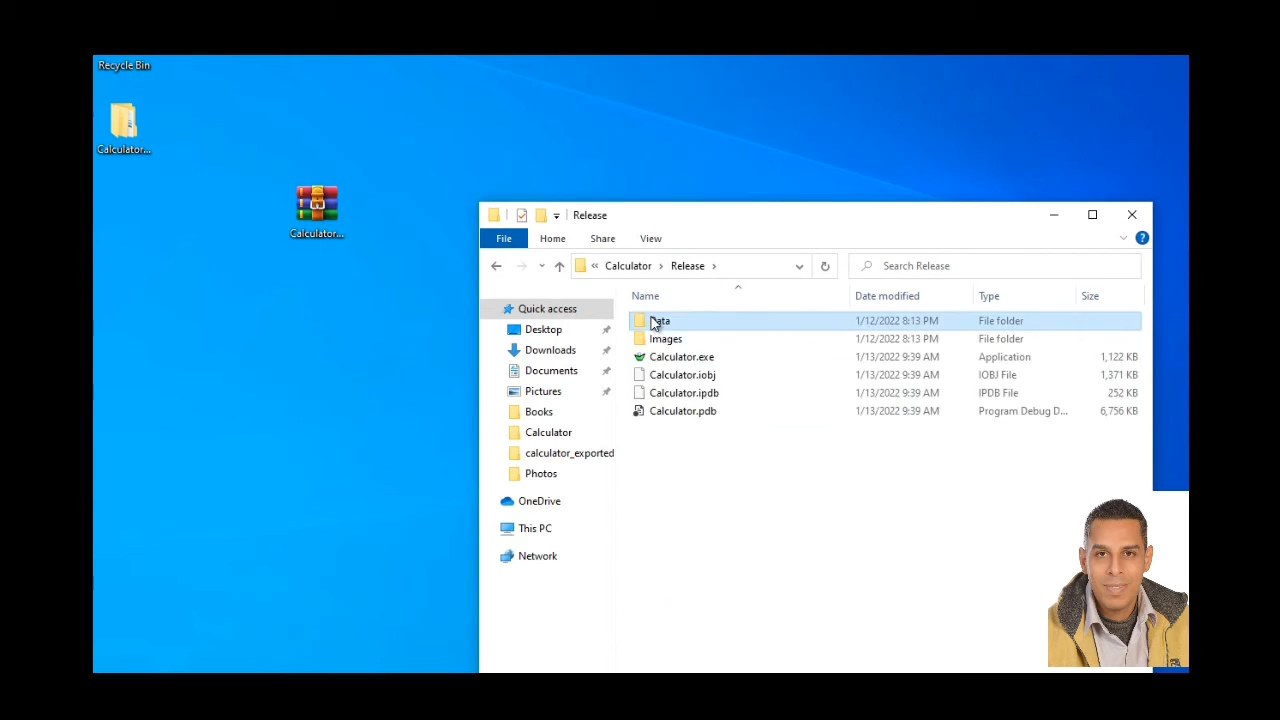 Recycle Bin
Calculator...
Calculator...
Release
File Home Share View
« Calculator › Release ›
Search Release
Name Date modified Type Size
Quick access
Desktop
Downloads
Documents
Pictures
Books
Calculator
calculator_exported
Photos
OneDrive
This PC
Network
Data 1/12/2022 8:13 PM File folder
Images 1/12/2022 8:13 PM File folder
Calculator.exe 1/13/2022 9:39 AM Application 1,122 KB
Calculator.iobj 1/13/2022 9:39 AM IOBJ File 1,371 KB
Calculator.ipdb 1/13/2022 9:39 AM IPDB File 252 KB
Calculator.pdb 1/13/2022 9:39 AM Program Debug D... 6,756 KB